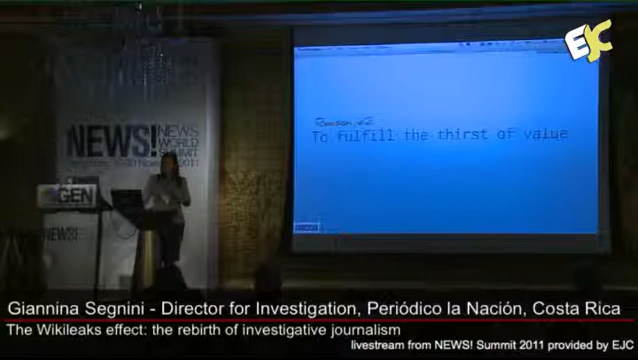 EJC
Reason #2
To fulfill the thirst of value
NEWS!
NEWS
WORLD
SUMMIT
2011
GEN
NEWS!
Giannina Segnini - Director for Investigation, Periódico la Nación, Costa Rica
The Wikileaks effect: the rebirth of investigative journalism
livestream from NEWS! Summit 2011 provided by EJC